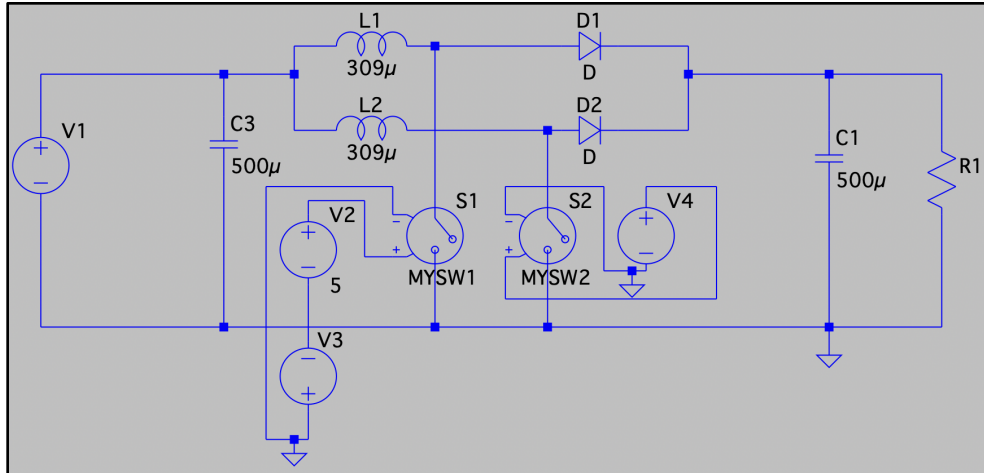 L1
309µ
D1
D
L2
309µ
D2
D
V1
+
−
C3
500µ
C1
500µ
R1
V2
+
−
5
S1
−
+
MYSW1
S2
−
+
MYSW2
V4
+
−
V3
−
+